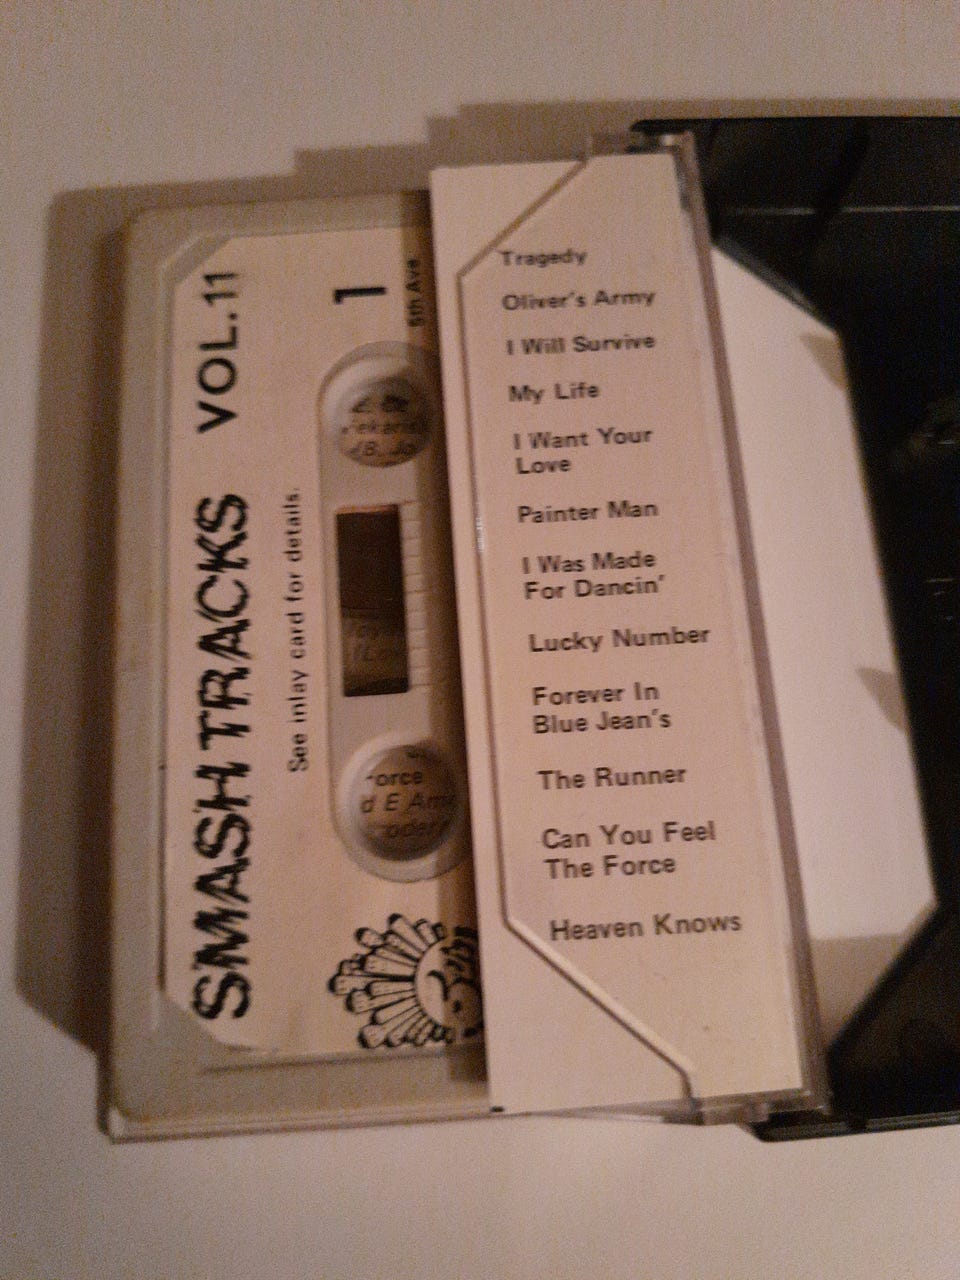 SMASH TRACKS VOL.11
See inlay card for details.
1
5th Ave
Tragedy
Oliver's Army
I Will Survive
My Life
I Want Your
Love
Painter Man
I Was Made
For Dancin'
Lucky Number
Forever In
Blue Jean's
The Runner
Can You Feel
The Force
Heaven Knows